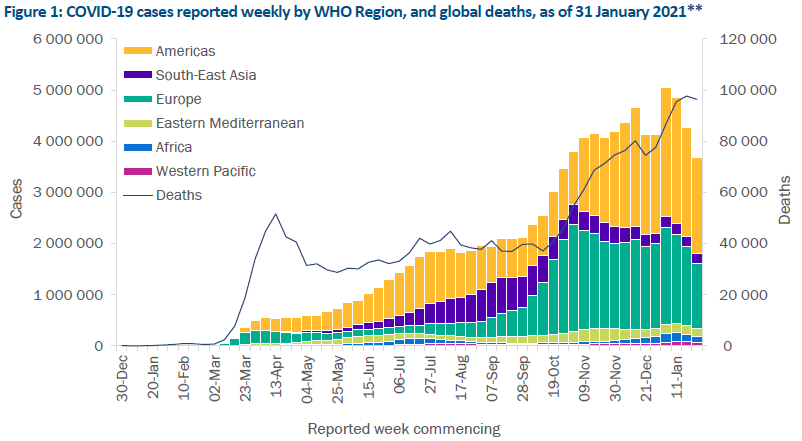 Figure 1: COVID-19 cases reported weekly by WHO Region, and global deaths, as of 31 January 2021**
6 000 000
5 000 000
4 000 000
3 000 000
2 000 000
1 000 000
0
Cases
Americas
South-East Asia
Europe
Eastern Mediterranean
Africa
Western Pacific
Deaths
120 000
100 000
80 000
60 000
40 000
20 000
0
Deaths
30-Dec
20-Jan
10-Feb
02-Mar
23-Mar
13-Apr
04-May
25-May
15-Jun
06-Jul
27-Jul
17-Aug
07-Sep
28-Sep
19-Oct
09-Nov
30-Nov
21-Dec
11-Jan
Reported week commencing